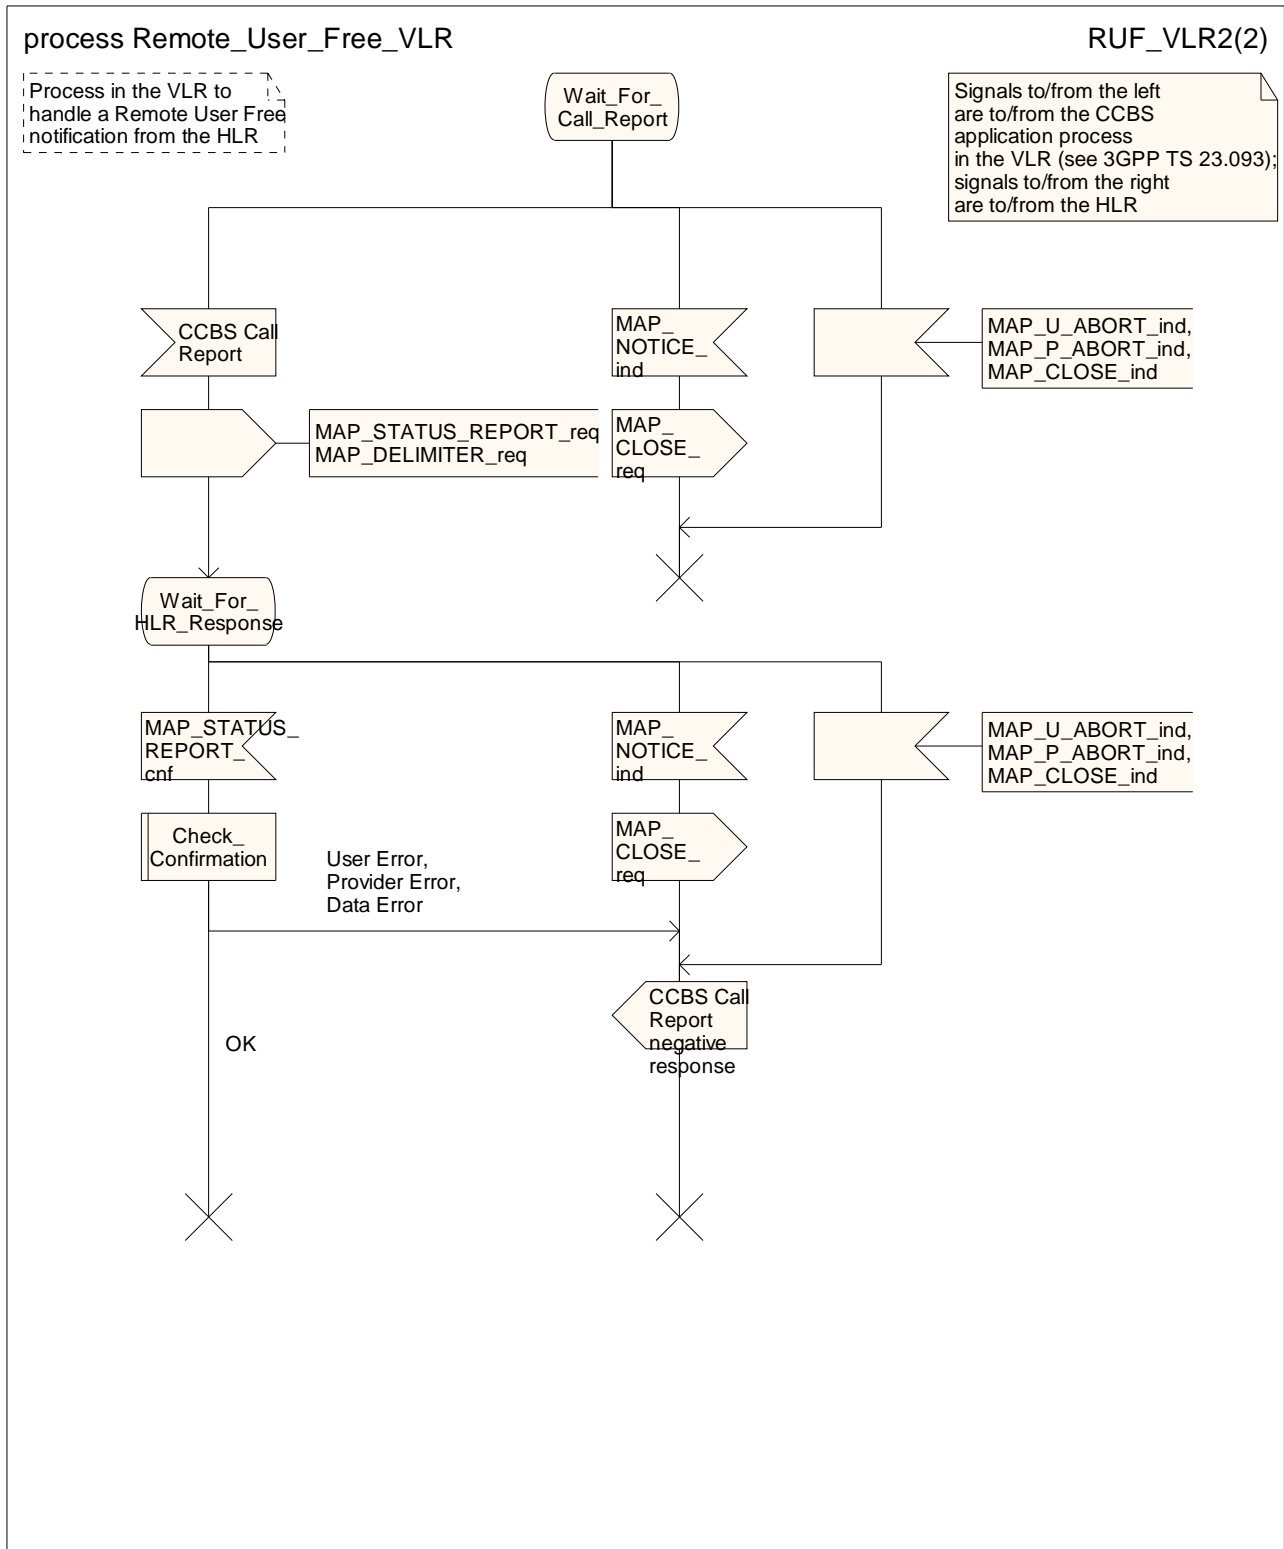 process Remote_User_Free_VLR
RUF_VLR2(2)
Process in the VLR to
handle a Remote User Free
notification from the HLR
Wait_For_
Call_Report
Signals to/from the left
are to/from the CCBS
application process
in the VLR (see 3GPP TS 23.093);
signals to/from the right
are to/from the HLR
CCBS Call
Report
MAP_
NOTICE_
ind
MAP_U_ABORT_ind,
MAP_P_ABORT_ind,
MAP_CLOSE_ind
MAP_STATUS_REPORT_req
MAP_DELIMITER_req
MAP_
CLOSE_
req
Wait_For_
HLR_Response
MAP_STATUS_
REPORT_
cnf
MAP_
NOTICE_
ind
MAP_U_ABORT_ind,
MAP_P_ABORT_ind,
MAP_CLOSE_ind
Check_
Confirmation
User Error,
Provider Error,
Data Error
MAP_
CLOSE_
req
CCBS Call
Report
negative
response
OK